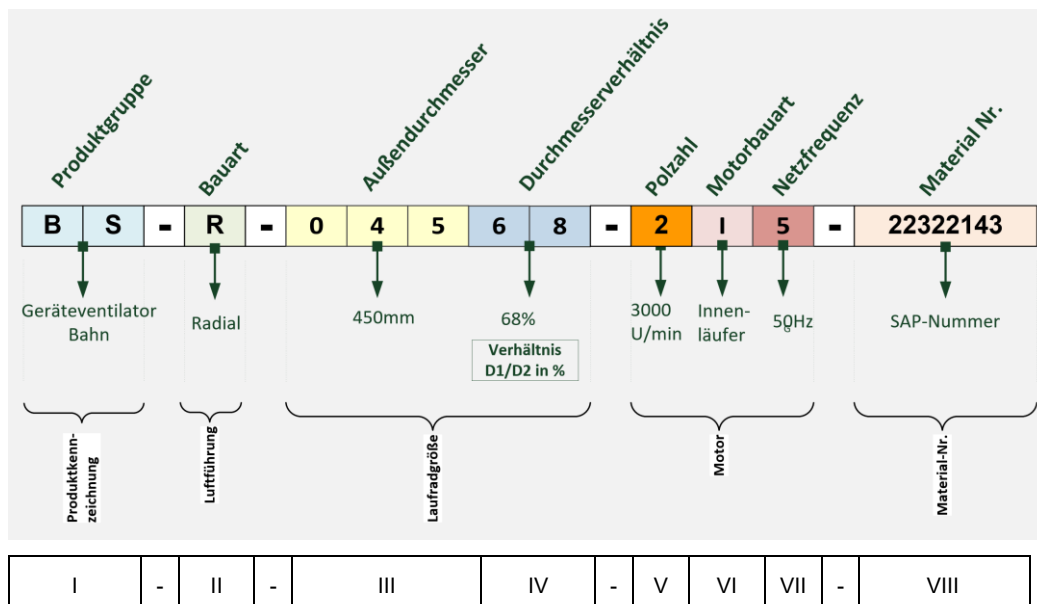 Produktgruppe
Bauart
Außendurchmesser
Durchmesserverhältnis
Polzahl
Motorbauart
Netzfrequenz
Material Nr.
B S - R - 0 4 5 6 8 - 2 I 5 - 22322143
Geräteventilator
Bahn
Radial
450mm
68%
Verhältnis
D1/D2 in %
3000
U/min
Innen-
läufer
50Hz
SAP-Nummer
Produktkenn-
zeichnung
Luftführung
Laufradgröße
Motor
Material-Nr.
I - II - III IV - V VI VII - VIII